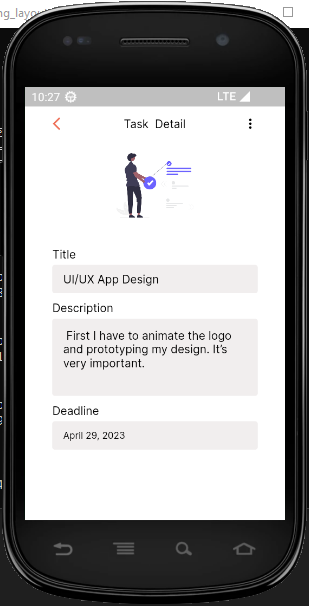 ng_layou
10:27 LTE
Task Detail
Title
UI/UX App Design
Description
First I have to animate the logo
and prototyping my design. It's
very important.
Deadline
April 29, 2023